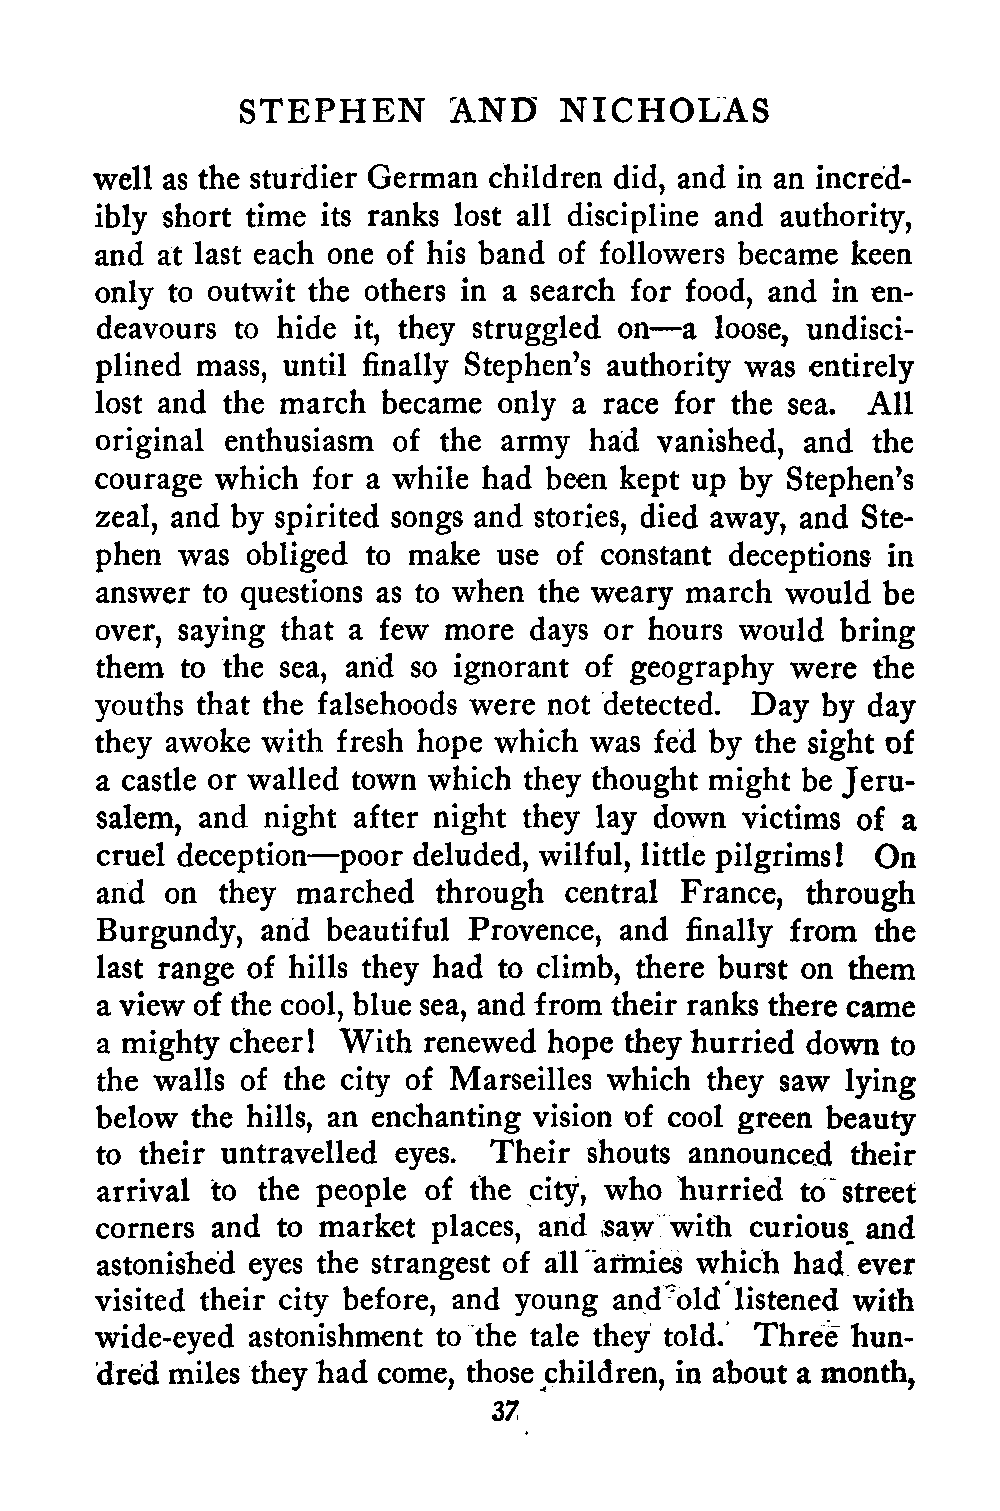 STEPHEN AND NICHOLAS
well as the sturdier German children did, and in an incred-
ibly short time its ranks lost all discipline and authority,
and at last each one of his band of followers became keen
only to outwit the others in a search for food, and in en-
deavours to hide it, they struggled on—a loose, undisci-
plined mass, until finally Stephen's authority was entirely
lost and the march became only a race for the sea. All
original enthusiasm of the army had vanished, and the
courage which for a while had been kept up by Stephen's
zeal, and by spirited songs and stories, died away, and Ste-
phen was obliged to make use of constant deceptions in
answer to questions as to when the weary march would be
over, saying that a few more days or hours would bring
them to the sea, and so ignorant of geography were the
youths that the falsehoods were not detected. Day by day
they awoke with fresh hope which was fed by the sight of
a castle or walled town which they thought might be Jeru-
salem, and night after night they lay down victims of a
cruel deception—poor deluded, wilful, little pilgrims! On
and on they marched through central France, through
Burgundy, and beautiful Provence, and finally from the
last range of hills they had to climb, there burst on them
a view of the cool, blue sea, and from their ranks there came
a mighty cheer! With renewed hope they hurried down to
the walls of the city of Marseilles which they saw lying
below the hills, an enchanting vision of cool green beauty
to their untravelled eyes. Their shouts announced their
arrival to the people of the city, who hurried to street
corners and to market places, and saw with curious and
astonished eyes the strangest of all armies which had ever
visited their city before, and young and old listened with
wide-eyed astonishment to the tale they told. Three hun-
dred miles they had come, those children, in about a month,
37